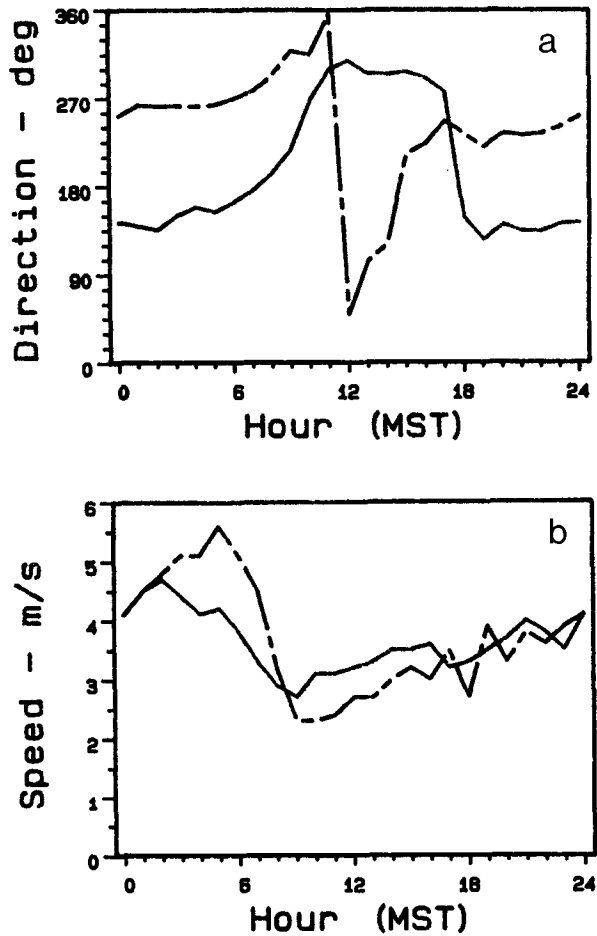 a
Direction – deg
360
270
180
90
0
0 6 12 18 24
Hour (MST)
b
Speed – m/s
6
5
4
3
2
1
0
0 6 12 18 24
Hour (MST)